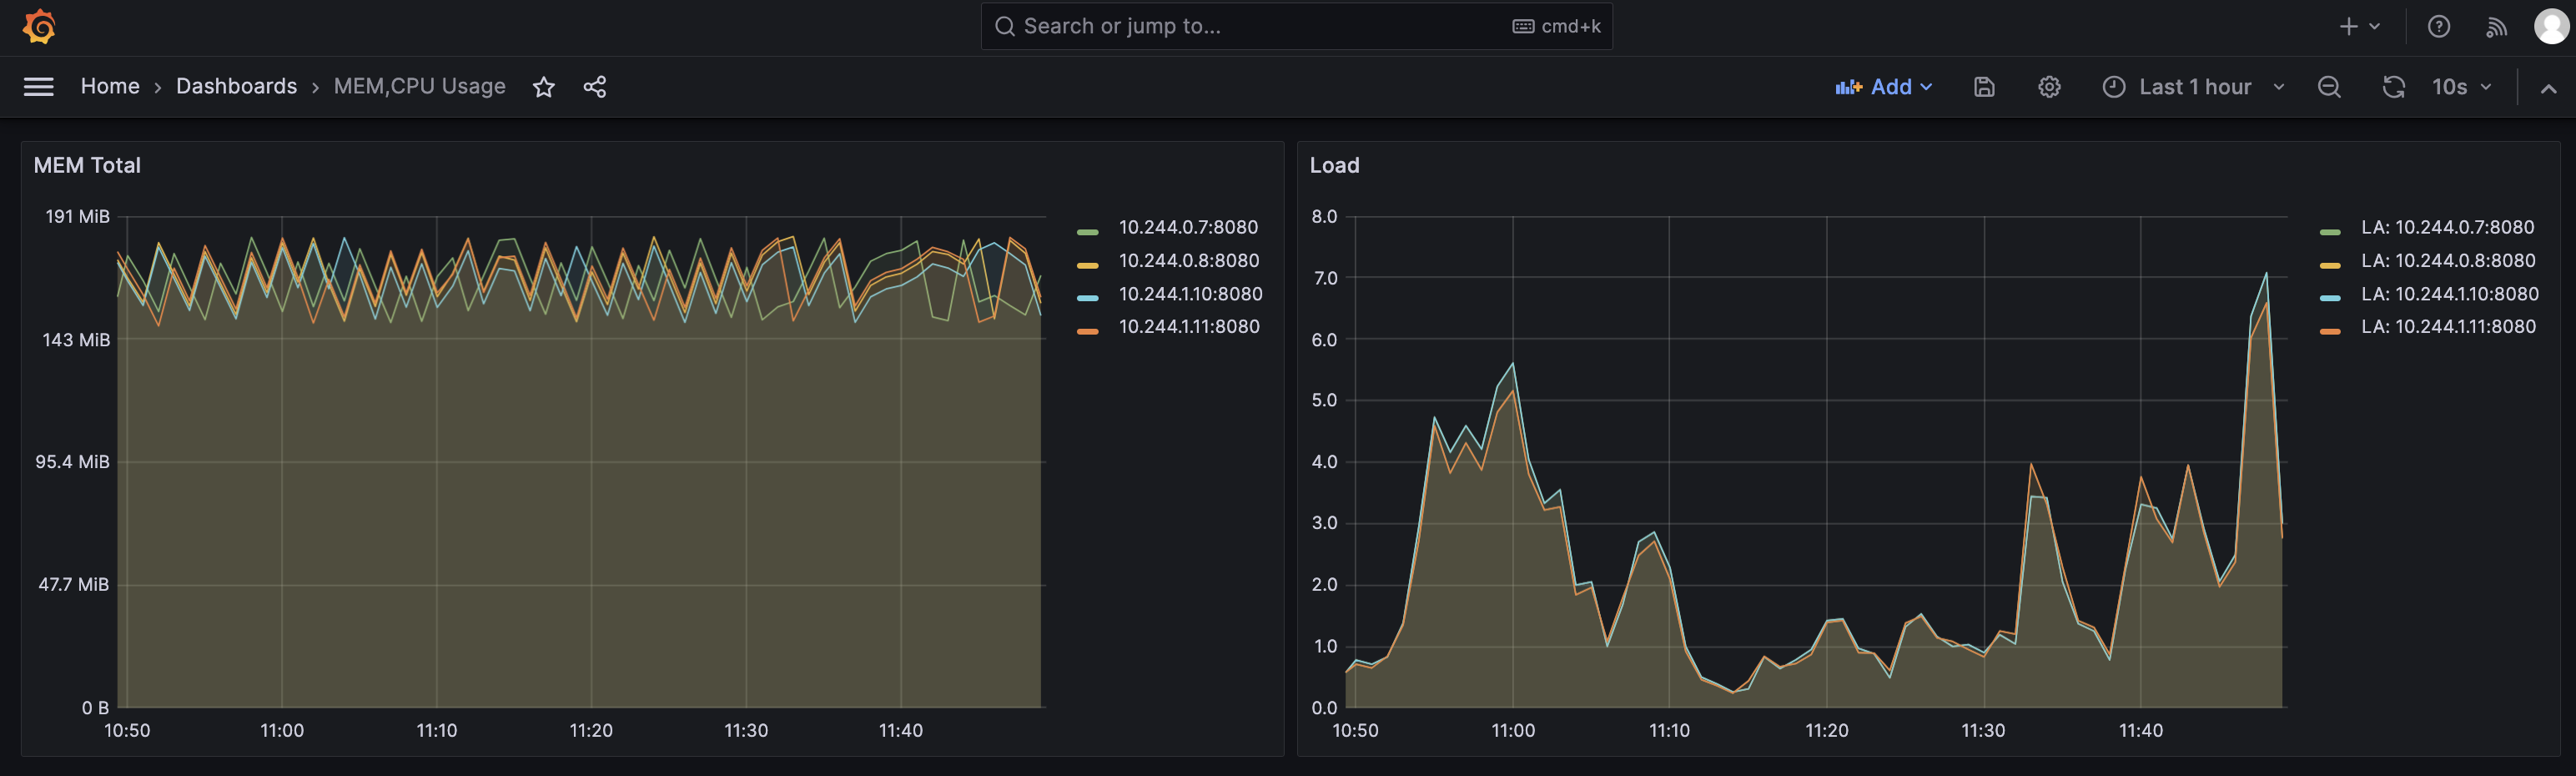 Search or jump to...
cmd+k
Home › Dashboards › MEM,CPU Usage
Add
Last 1 hour
10s
MEM Total
191 MiB
143 MiB
95.4 MiB
47.7 MiB
0 B
10:50 11:00 11:10 11:20 11:30 11:40
10.244.0.7:8080
10.244.0.8:8080
10.244.1.10:8080
10.244.1.11:8080
Load
8.0
7.0
6.0
5.0
4.0
3.0
2.0
1.0
0.0
10:50 11:00 11:10 11:20 11:30 11:40
LA: 10.244.0.7:8080
LA: 10.244.0.8:8080
LA: 10.244.1.10:8080
LA: 10.244.1.11:8080